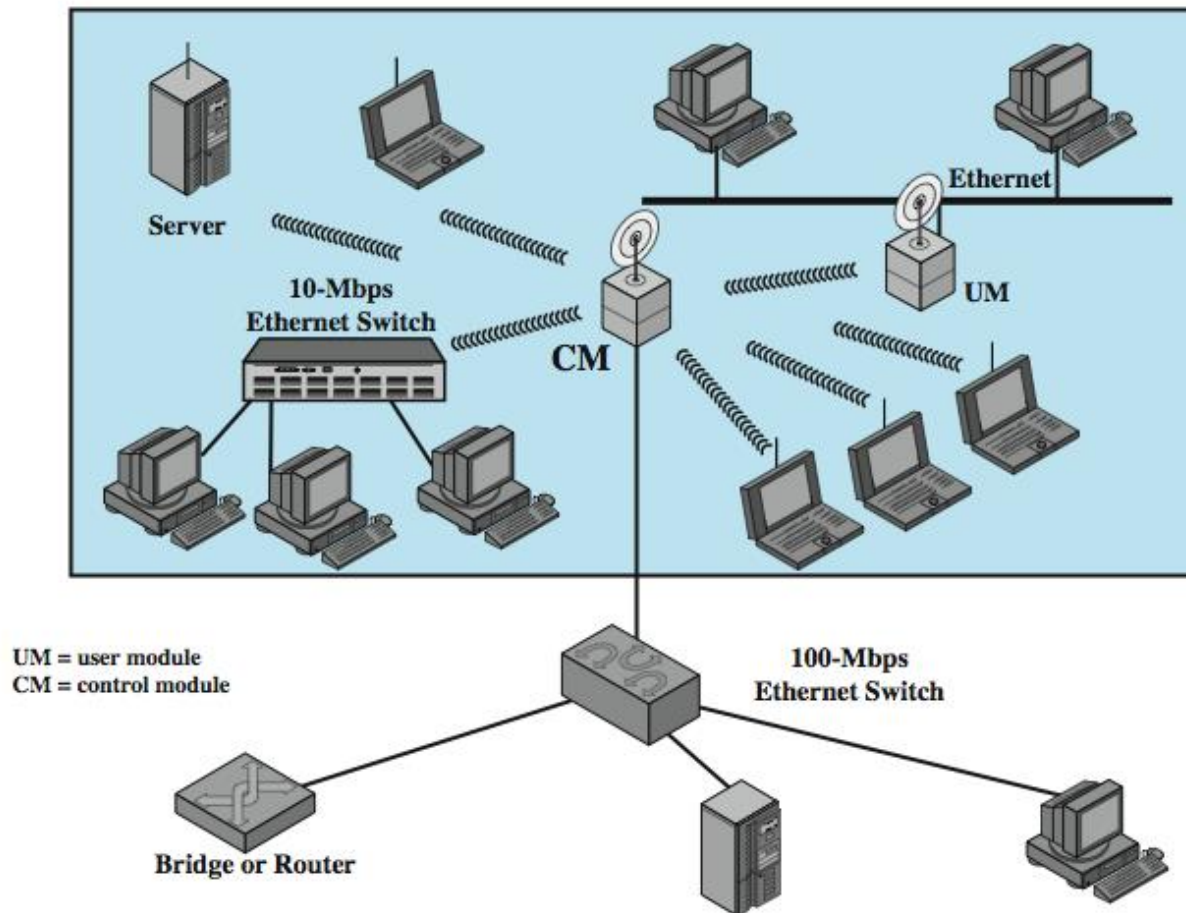 Ethernet
Server
UM
10-Mbps
Ethernet Switch
CM
UM = user module
CM = control module
100-Mbps
Ethernet Switch
Bridge or Router